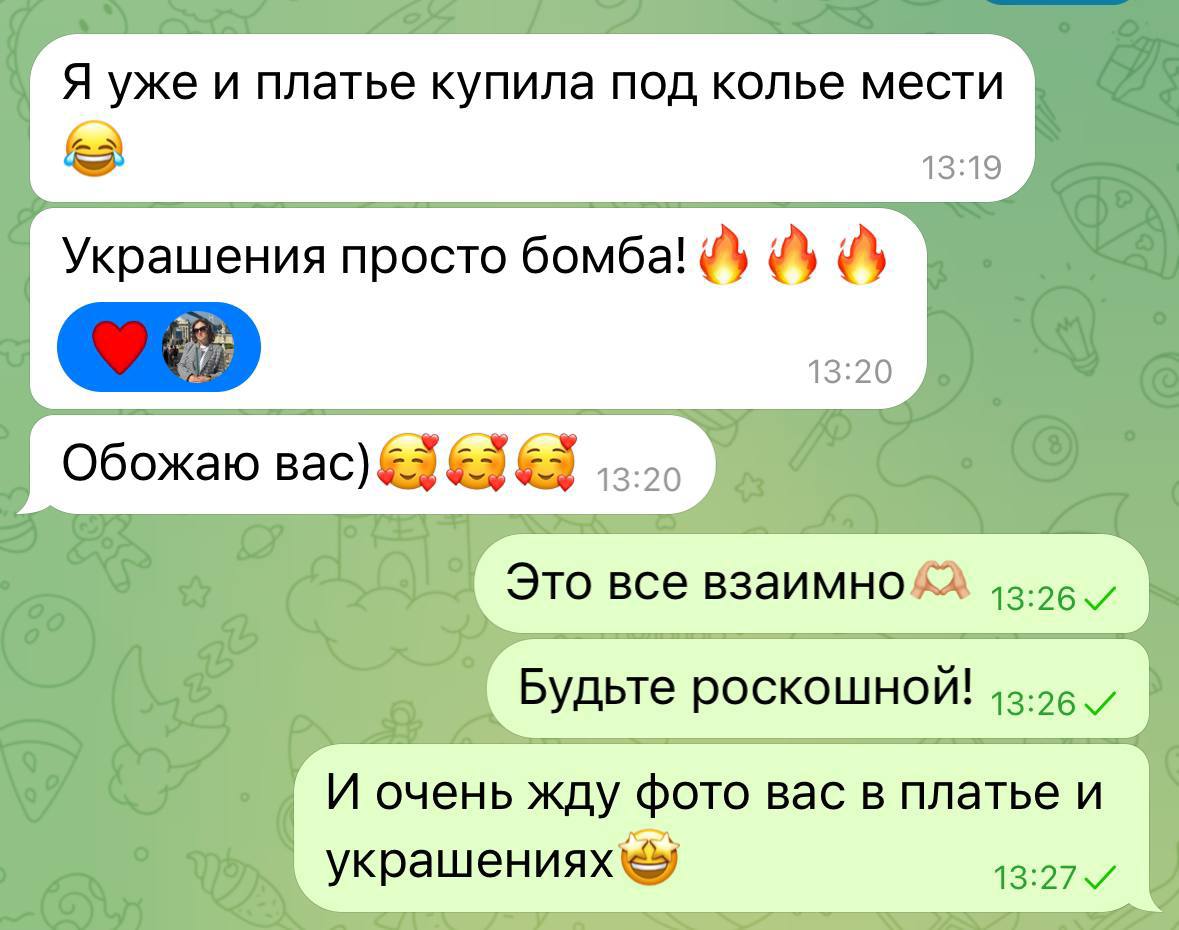 Я уже и платье купила под колье мести
😂
13:19
Украшения просто бомба!🔥🔥🔥
❤️
13:20
Обожаю вас)🥰🥰🥰 13:20
Это все взаимно🫶🏼 13:26
Будьте роскошной! 13:26
И очень жду фото вас в платье и
украшениях🤩 13:27